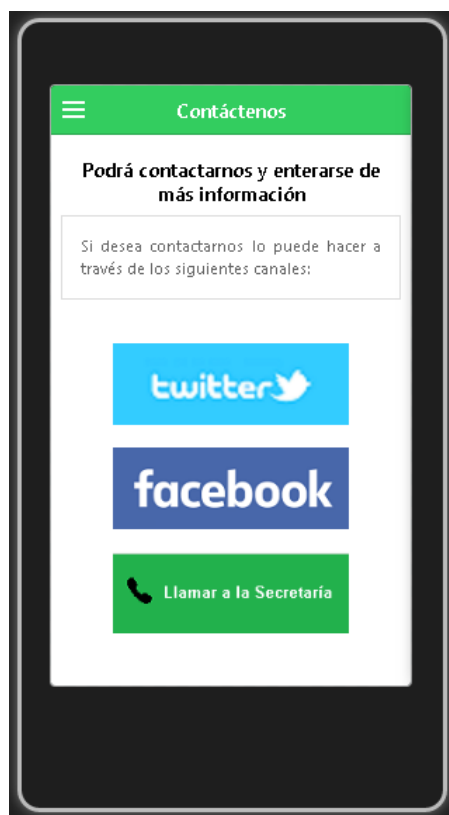 Contáctenos
Podrá contactarnos y enterarse de
más información
Si desea contactarnos lo puede hacer a
través de los siguientes canales:
twitter
facebook
Llamar a la Secretaría